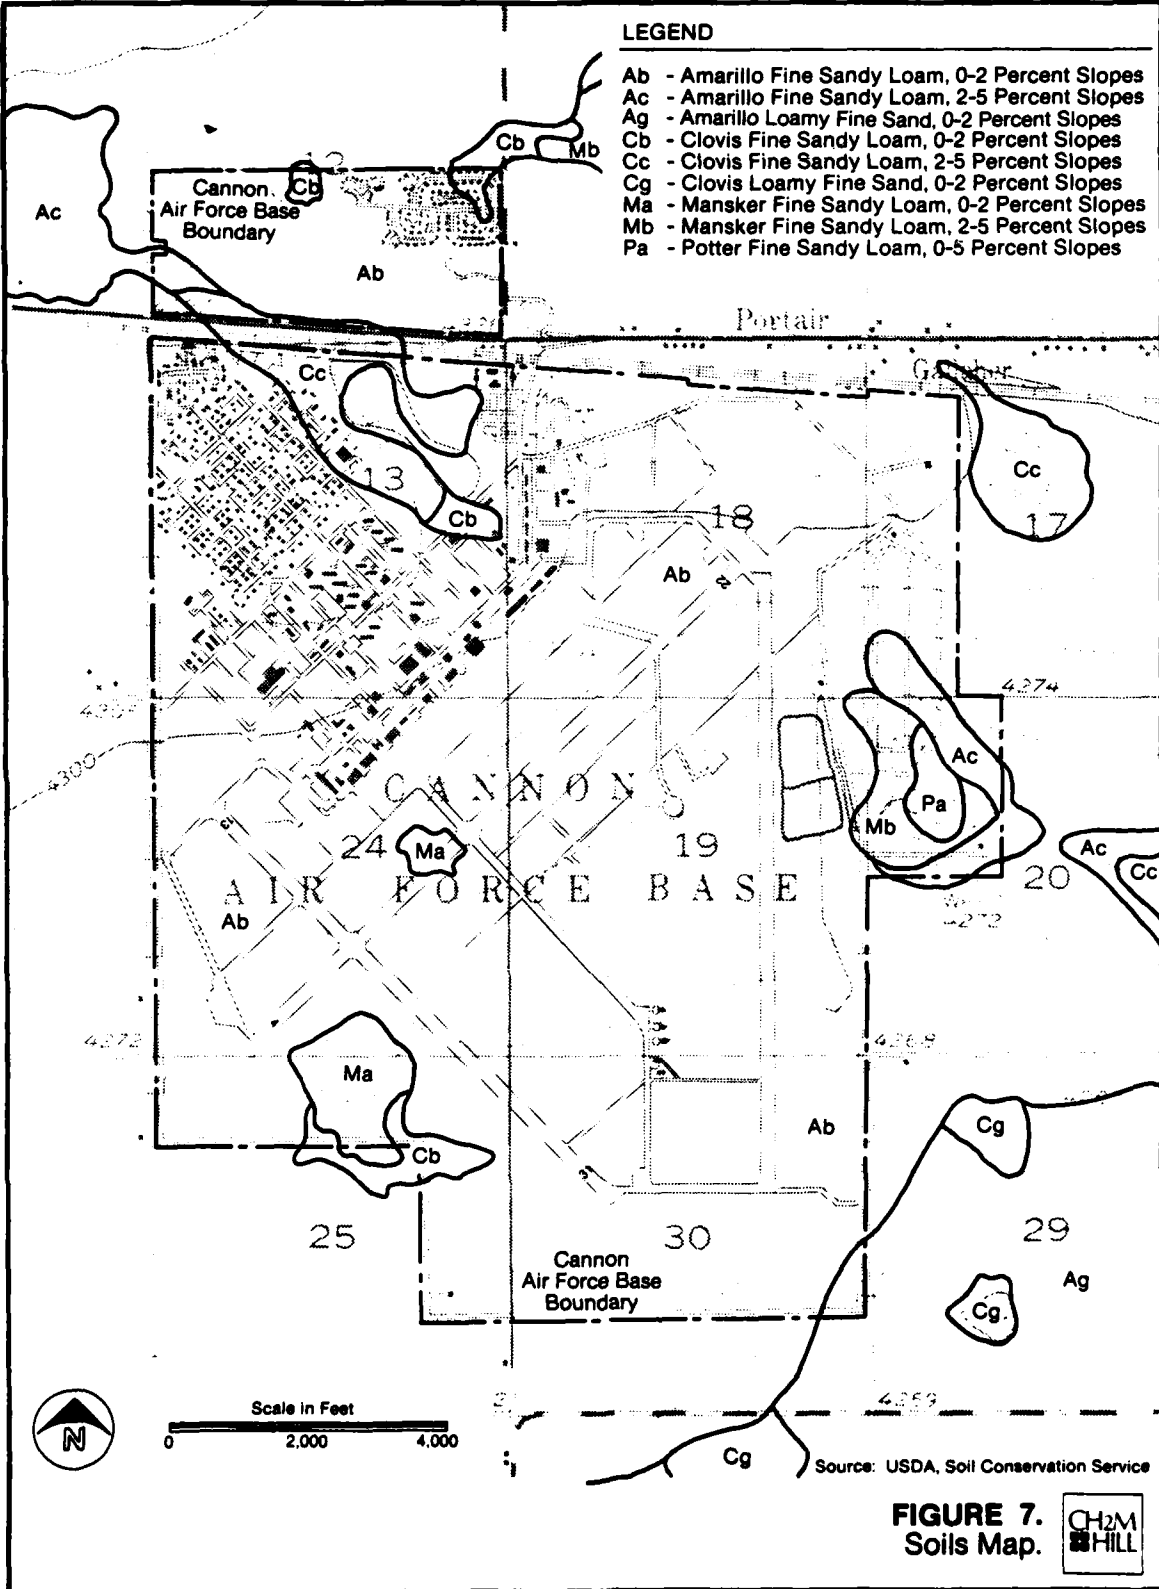 LEGEND
Ab - Amarillo Fine Sandy Loam, 0-2 Percent Slopes
Ac - Amarillo Fine Sandy Loam, 2-5 Percent Slopes
Ag - Amarillo Loamy Fine Sand, 0-2 Percent Slopes
Cb - Clovis Fine Sandy Loam, 0-2 Percent Slopes
Cc - Clovis Fine Sandy Loam, 2-5 Percent Slopes
Cg - Clovis Loamy Fine Sand, 0-2 Percent Slopes
Ma - Mansker Fine Sandy Loam, 0-2 Percent Slopes
Mb - Mansker Fine Sandy Loam, 2-5 Percent Slopes
Pa - Potter Fine Sandy Loam, 0-5 Percent Slopes
Cb
Mb
12
Cannon
Air Force Base
Boundary
Cb
Ac
Ab
Portair
Cc
Cc
13
17
18
Cb
Ab
4274
4300
CANNON
Ac
Pa
Mb
24
Ma
19
Ac
Cc
20
AIR FORCE BASE
Ab
4272
4272
4268
Ma
Ab
Cg
Cb
25
30
29
Cannon
Air Force Base
Boundary
Ag
Cg
N
Scale in Feet
0 2,000 4,000
4259
Cg
Source: USDA, Soil Conservation Service
FIGURE 7.
Soils Map.
CH2M
HILL